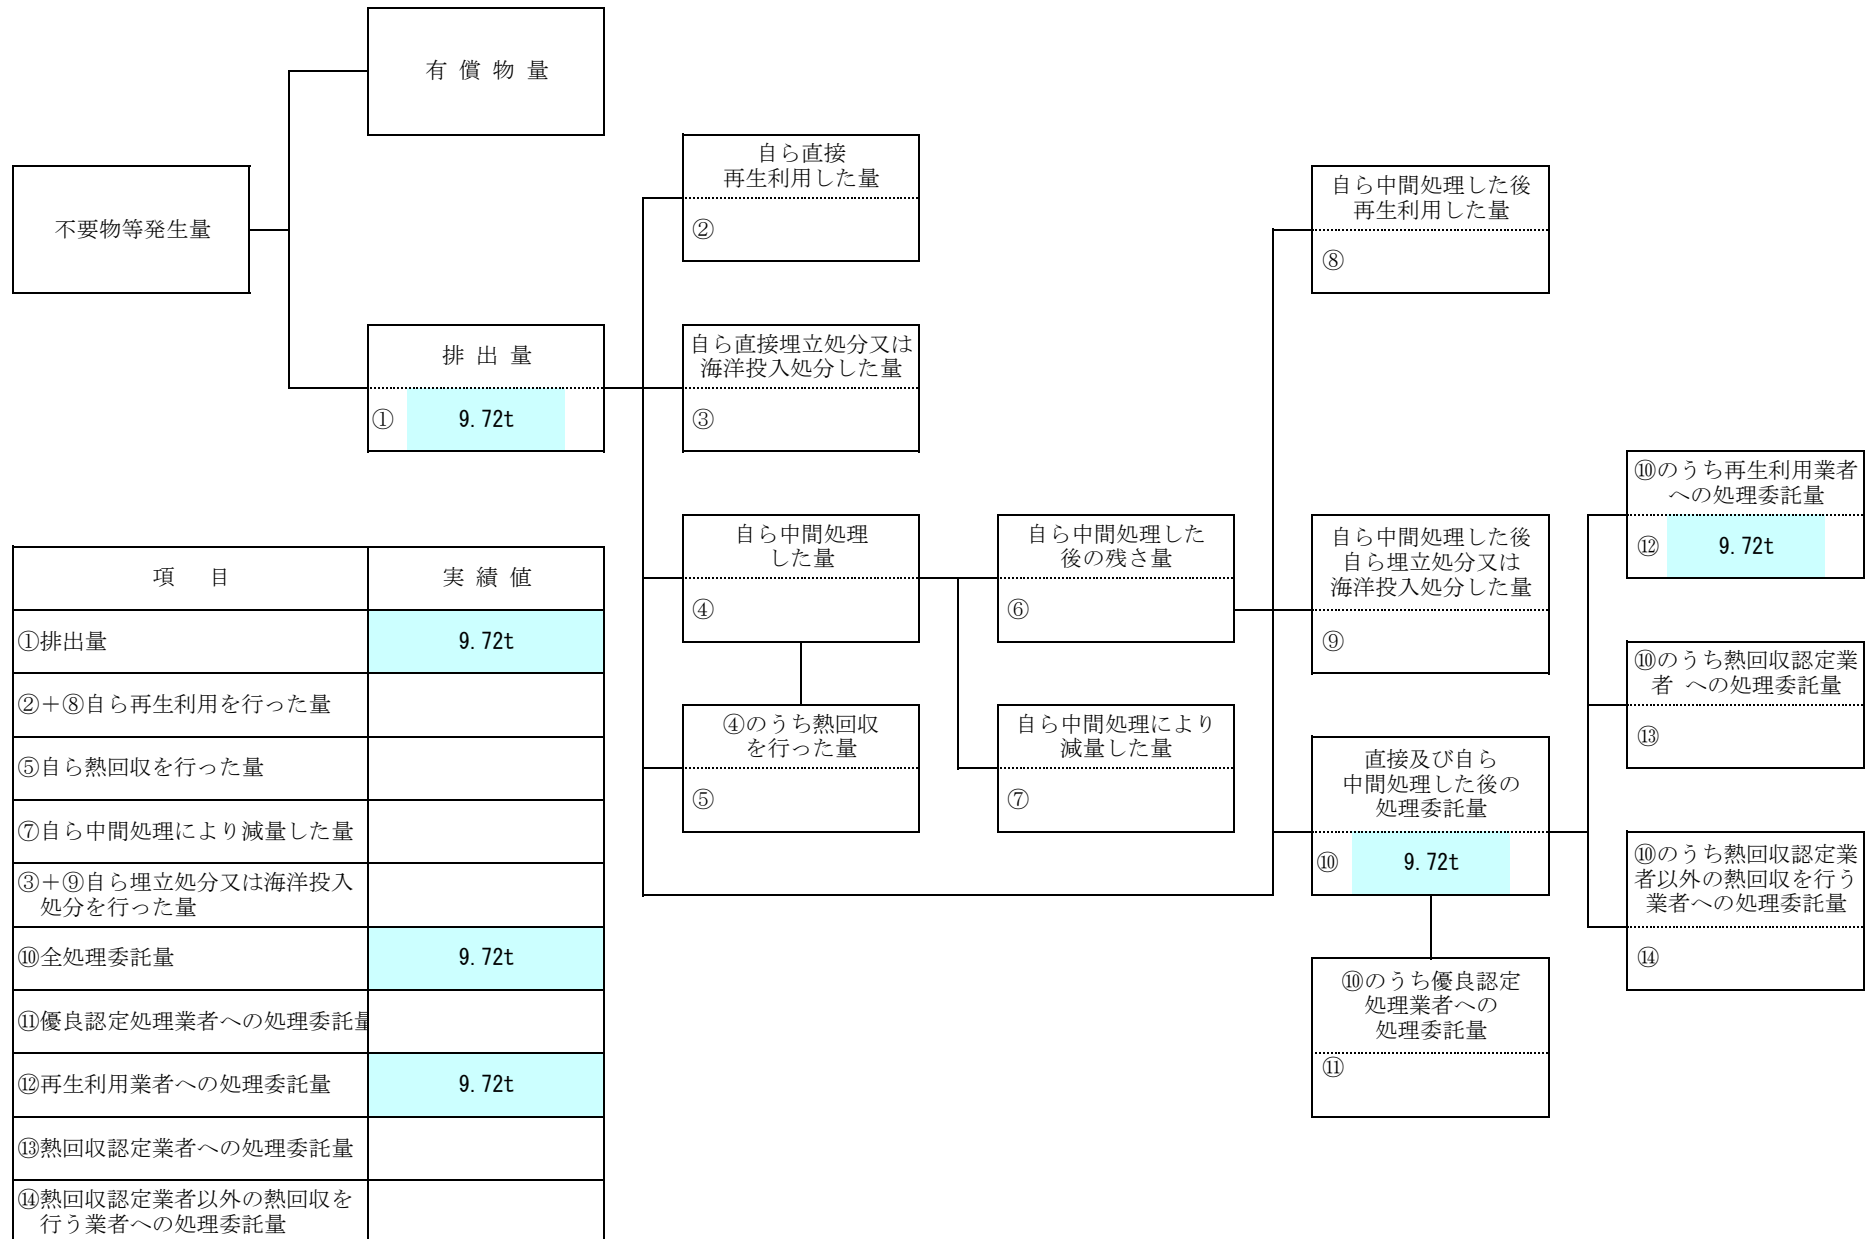 有 償 物 量
不要物等発生量
排 出 量
① 9.72t
自ら直接
再生利用した量
②
自ら直接埋立処分又は
海洋投入処分した量
③
自ら中間処理
した量
④
④のうち熱回収
を行った量
⑤
自ら中間処理した
後の残さ量
⑥
自ら中間処理により
減量した量
⑦
自ら中間処理した後
再生利用した量
⑧
自ら中間処理した後
自ら埋立処分又は
海洋投入処分した量
⑨
直接及び自ら
中間処理した後の
処理委託量
⑩ 9.72t
⑩のうち優良認定
処理業者への
処理委託量
⑪
⑩のうち再生利用業者
への処理委託量
⑫ 9.72t
⑩のうち熱回収認定業
者 への処理委託量
⑬
⑩のうち熱回収認定業
者以外の熱回収を行う
業者への処理委託量
⑭
項 目 実 績 値
①排出量 9.72t
②＋⑧自ら再生利用を行った量
⑤自ら熱回収を行った量
⑦自ら中間処理により減量した量
③＋⑨自ら埋立処分又は海洋投入
処分を行った量
⑩全処理委託量 9.72t
⑪優良認定処理業者への処理委託量
⑫再生利用業者への処理委託量 9.72t
⑬熱回収認定業者への処理委託量
⑭熱回収認定業者以外の熱回収を
行う業者への処理委託量